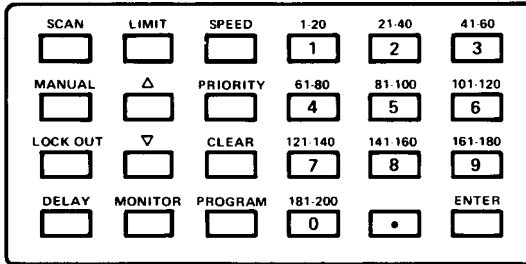 SCAN LIMIT SPEED 1-20 21-40 41-60
1 2 3
MANUAL △ PRIORITY 61-80 81-100 101-120
4 5 6
LOCK OUT ▽ CLEAR 121-140 141-160 161-180
7 8 9
DELAY MONITOR PROGRAM 181-200 ENTER
0 •